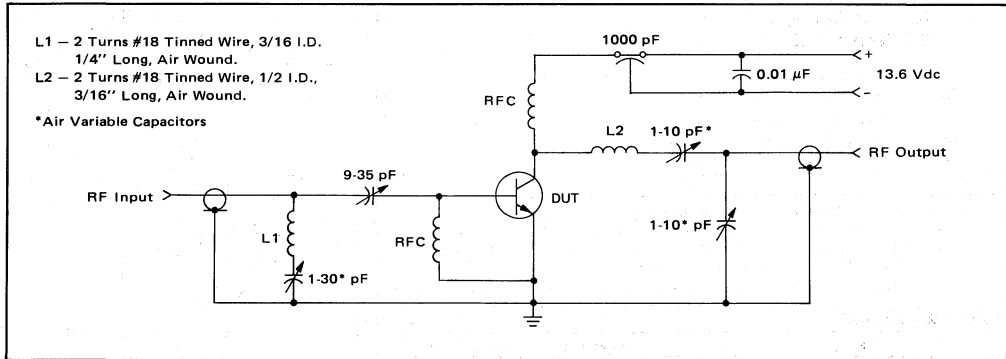 L1 – 2 Turns #18 Tinned Wire, 3/16 I.D.
1/4'' Long, Air Wound.
L2 – 2 Turns #18 Tinned Wire, 1/2 I.D.,
3/16'' Long, Air Wound.
*Air Variable Capacitors
1000 pF
+
0.01 μF
13.6 Vdc
–
RFC
L2
1-10 pF*
RF Output
9-35 pF
RF Input
DUT
L1
RFC
1-10* pF
1-30* pF